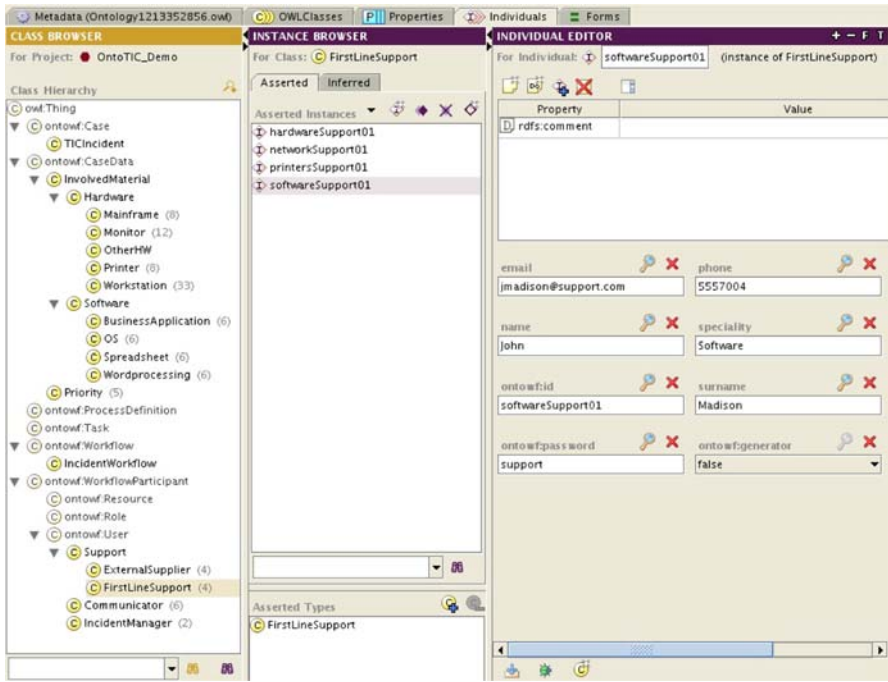 Metadata (Ontology1213352856.owl)
OWLClasses
Properties
Individuals
Forms
CLASS BROWSER
For Project: OntoTIC_Demo
Class Hierarchy
owl:Thing
ontowf:Case
TICIncident
ontowf:CaseData
InvolvedMaterial
Hardware
Mainframe (8)
Monitor (12)
OtherHW
Printer (8)
Workstation (33)
Software
BusinessApplication (6)
OS (6)
Spreadsheet (6)
Wordprocessing (6)
Priority (5)
ontowf:ProcessDefinition
ontowf:Task
ontowf:Workflow
IncidentWorkflow
ontowf:WorkflowParticipant
ontowf:Resource
ontowf:Role
ontowf:User
Support
ExternalSupplier (4)
FirstLineSupport (4)
Communicator (6)
IncidentManager (2)
INSTANCE BROWSER
For Class: FirstLineSupport
Asserted
Inferred
Asserted Instances
hardwareSupport01
networkSupport01
printersSupport01
softwareSupport01
Asserted Types
FirstLineSupport
INDIVIDUAL EDITOR
+ - F T
For Individual: softwareSupport01 (instance of FirstLineSupport)
Property Value
rdfs:comment
email phone
jmadison@support.com 5557004
name speciality
John Software
ontowf:id surname
softwareSupport01 Madison
ontowf:password ontowf:generator
support false